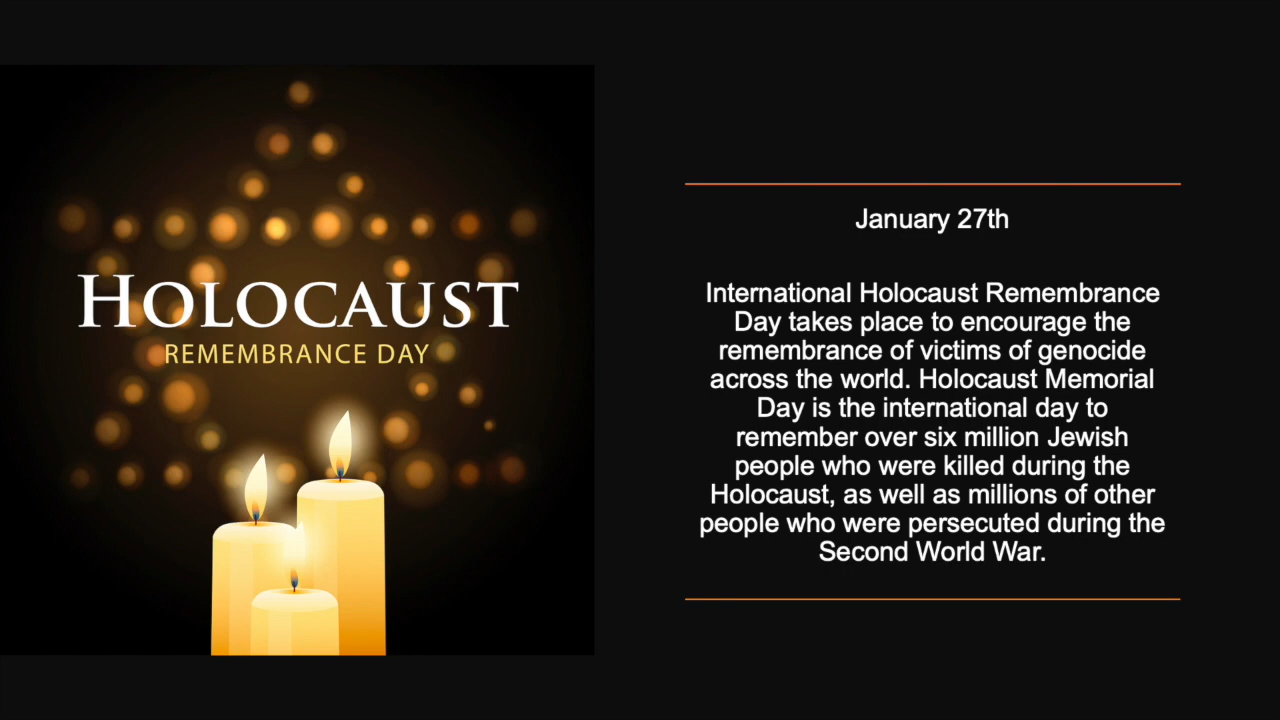 HOLOCAUST
REMEMBRANCE DAY
January 27th
International Holocaust Remembrance
Day takes place to encourage the
remembrance of victims of genocide
across the world. Holocaust Memorial
Day is the international day to
remember over six million Jewish
people who were killed during the
Holocaust, as well as millions of other
people who were persecuted during the
Second World War.